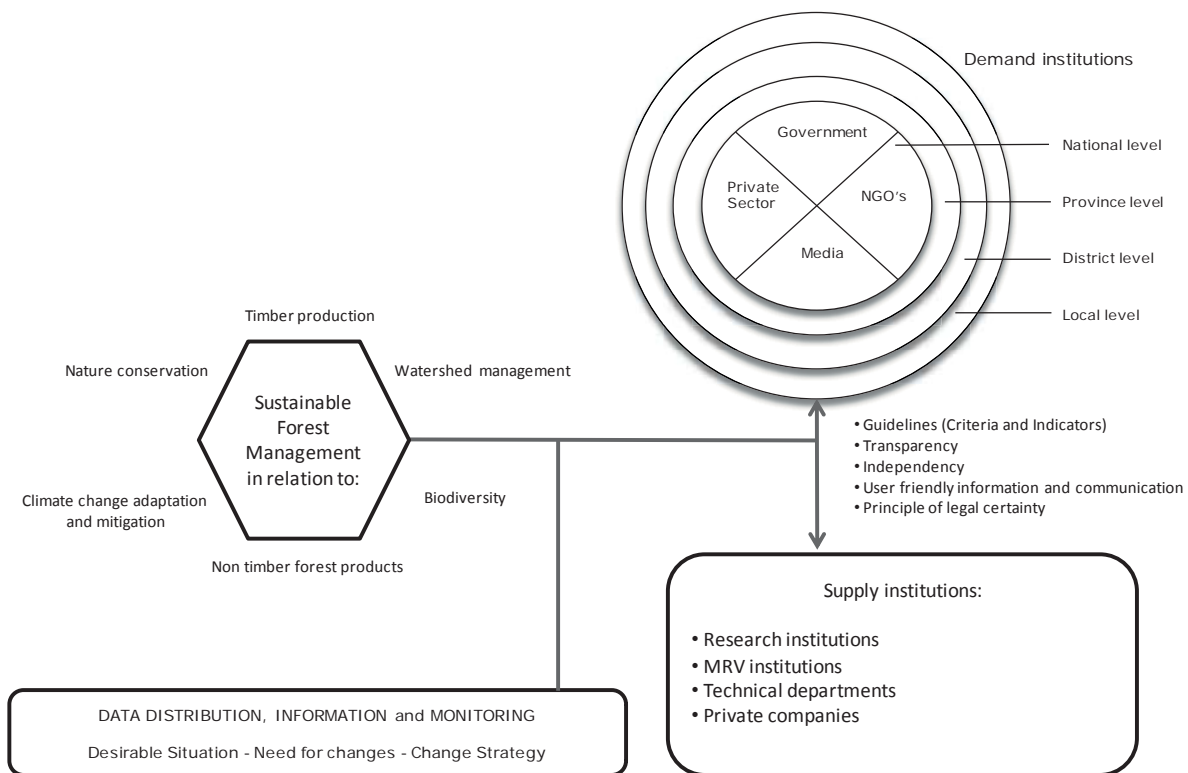 Demand institutions
Government
National level
Private
Sector
NGO's
Province level
Media
District level
Local level
Timber production
Nature conservation
Watershed management
Sustainable
Forest
Management
in relation to:
Climate change adaptation
and mitigation
Biodiversity
Non timber forest products
• Guidelines (Criteria and Indicators)
• Transparency
• Independency
• User friendly information and communication
• Principle of legal certainty
Supply institutions:
• Research institutions
• MRV institutions
• Technical departments
• Private companies
DATA DISTRIBUTION, INFORMATION and MONITORING
Desirable Situation - Need for changes - Change Strategy